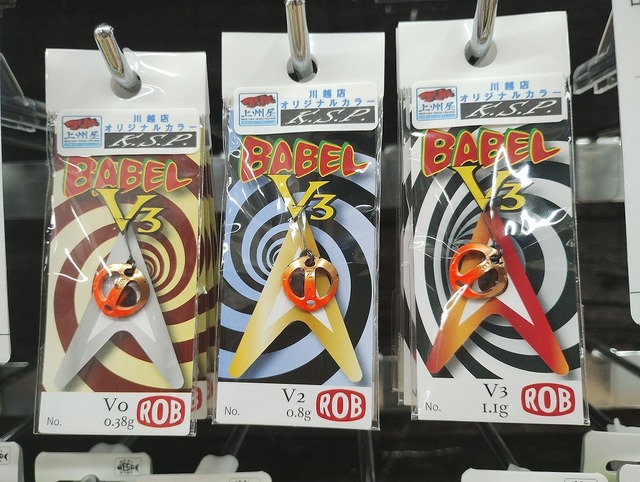 川越店
オリジナルカラー
上州屋
K.S.P.
BABEL
V3
V0
0.38g
No.
ROB
川越店
オリジナルカラー
上州屋
K.S.P.
BABEL
V3
V2
0.8g
No.
ROB
川越店
オリジナルカラー
上州屋
K.S.P.
BABEL
V3
V3
1.1g
No.
ROB